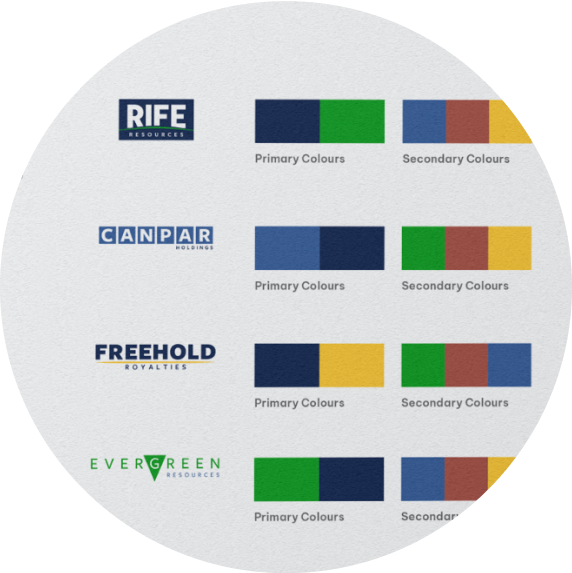 RIFE
RESOURCES
Primary Colours
Secondary Colours
CANPAR
HOLDINGS
Primary Colours
Secondary Colours
FREEHOLD
ROYALTIES
Primary Colours
Secondary Colours
EVERGREEN
RESOURCES
Primary Colours
Secondary